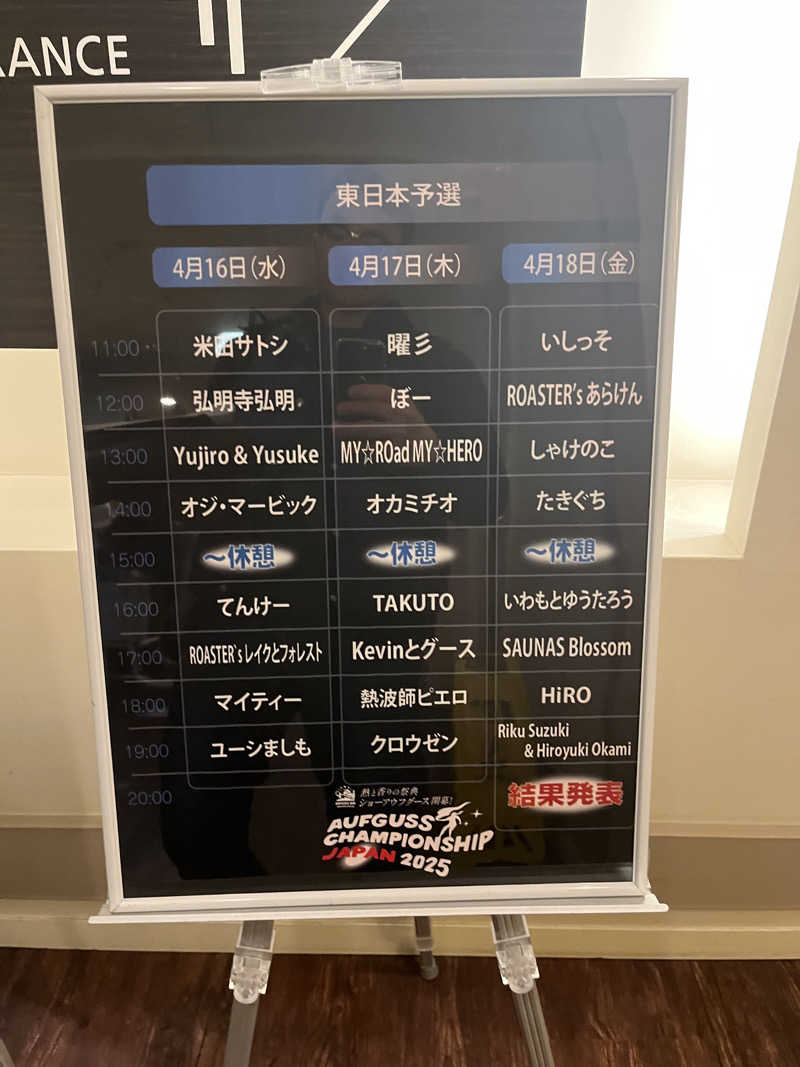 RANCE
東日本予選
4月16日(水) 4月17日(木) 4月18日(金)
11:00 米田サトシ 曜彡 いしっそ
12:00 弘明寺弘明 ぼー ROASTER's あらけん
13:00 Yujiro & Yusuke MY☆ROad MY☆HERO しゃけのこ
14:00 オジ・マービック オカミチオ たきぐち
15:00 〜休憩 〜休憩 〜休憩
16:00 てんけー TAKUTO いわもとゆうたろう
17:00 ROASTER`s レイクとフォレスト Kevinとグース SAUNAS Blossom
18:00 マイティー 熱波師ピエロ HiRO
19:00 ユーシましも クロウゼン Riku Suzuki
& Hiroyuki Okami
20:00 結果発表
熱と香りの祭典
ショーアウフグース開幕!
AUFGUSS
CHAMPIONSHIP
JAPAN 2025